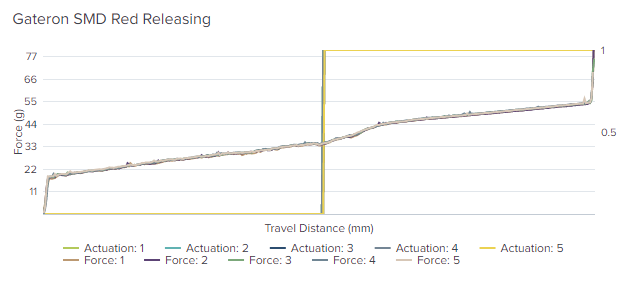 Gateron SMD Red Releasing
77
66
55
44
33
22
11
Force (g)
1
0.5
Travel Distance (mm)
Actuation: 1 Actuation: 2 Actuation: 3 Actuation: 4 Actuation: 5
Force: 1 Force: 2 Force: 3 Force: 4 Force: 5